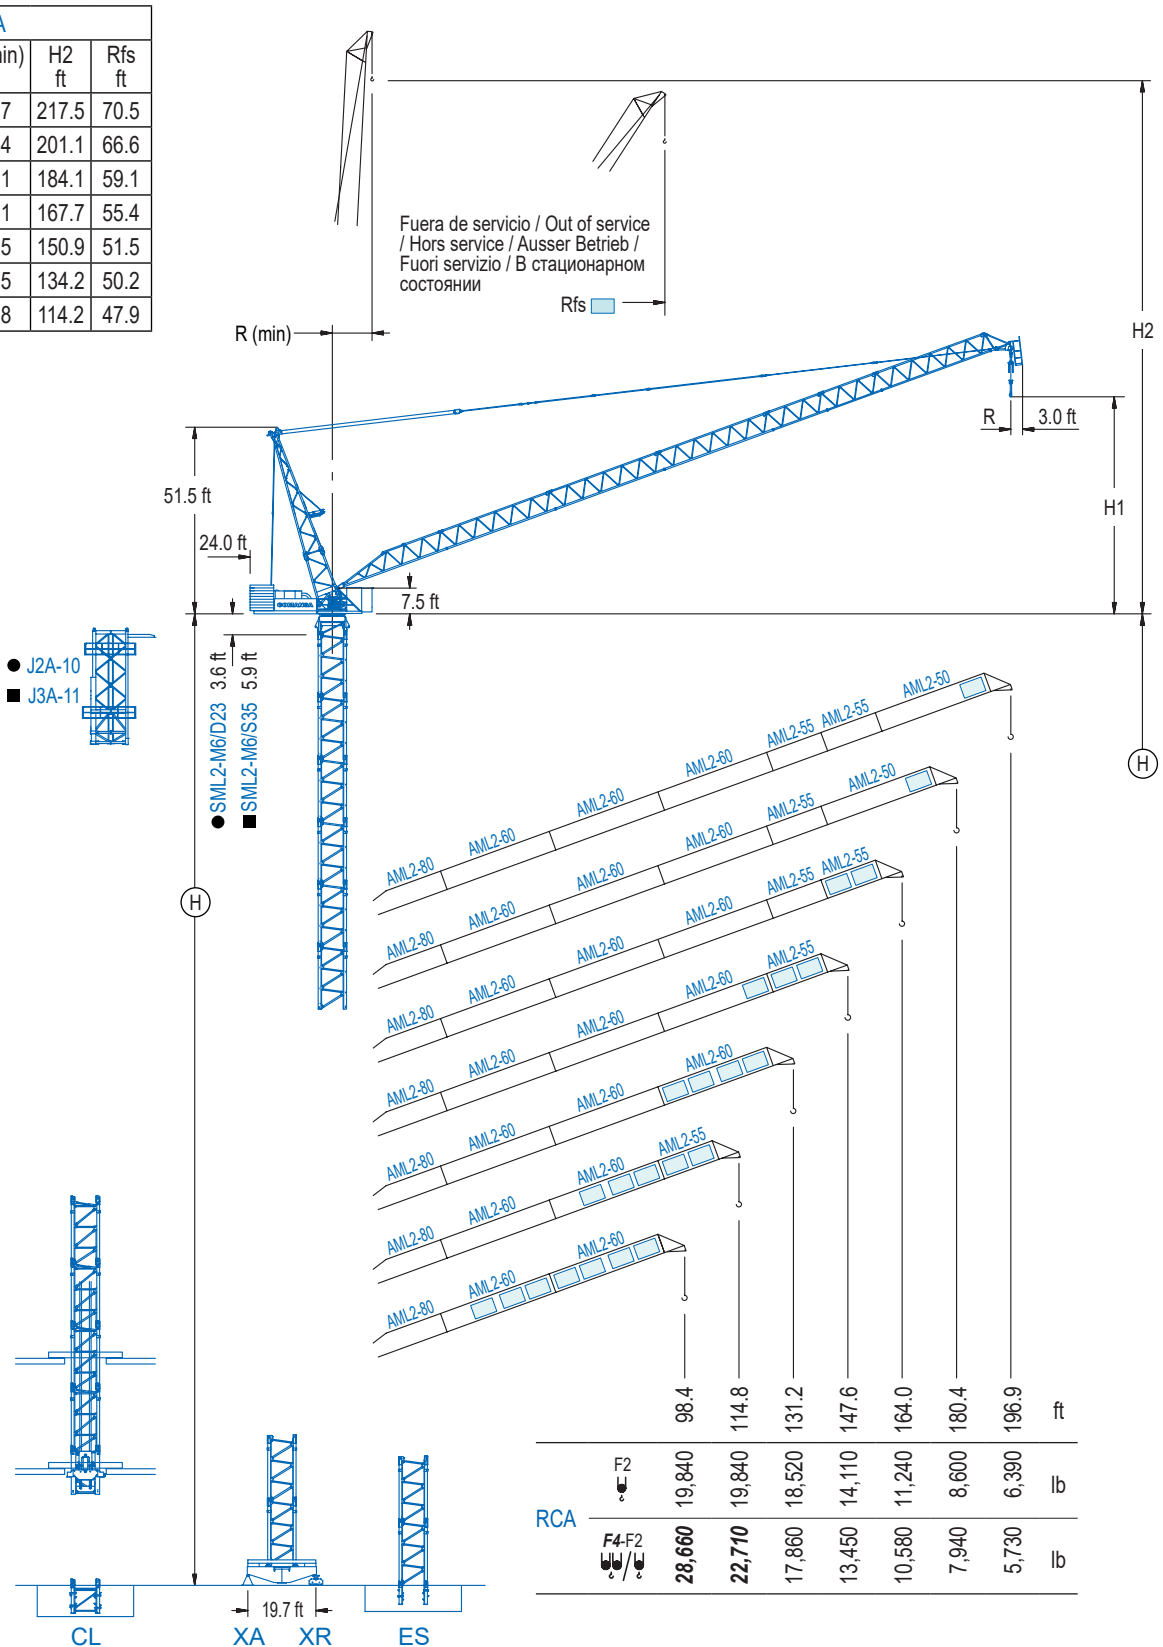 A
min) H2 Rfs
ft ft
7 217.5 70.5
4 201.1 66.6
1 184.1 59.1
1 167.7 55.4
5 150.9 51.5
5 134.2 50.2
8 114.2 47.9
Fuera de servicio / Out of service
/ Hors service / Ausser Betrieb /
Fuori servizio / В стационарном
состоянии
Rfs
R (min)
H2
R 3.0 ft
51.5 ft
H1
24.0 ft
COMANSA
7.5 ft
J2A-10
J3A-11
SML2-M6/D23 3.6 ft
SML2-M6/S35 5.9 ft
H
H
AML2-80 AML2-60 AML2-60 AML2-60 AML2-55 AML2-55 AML2-50
AML2-80 AML2-60 AML2-60 AML2-60 AML2-55 AML2-50
AML2-80 AML2-60 AML2-60 AML2-60 AML2-55 AML2-55
AML2-80 AML2-60 AML2-60 AML2-60 AML2-55
AML2-80 AML2-60 AML2-60 AML2-60
AML2-80 AML2-60 AML2-60 AML2-55
AML2-80 AML2-60 AML2-60
98.4 114.8 131.2 147.6 164.0 180.4 196.9 ft
RCA
F2 19,840 19,840 18,520 14,110 11,240 8,600 6,390 lb
F4-F2 28,660 22,710 17,860 13,450 10,580 7,940 5,730 lb
19.7 ft
CL XA XR ES